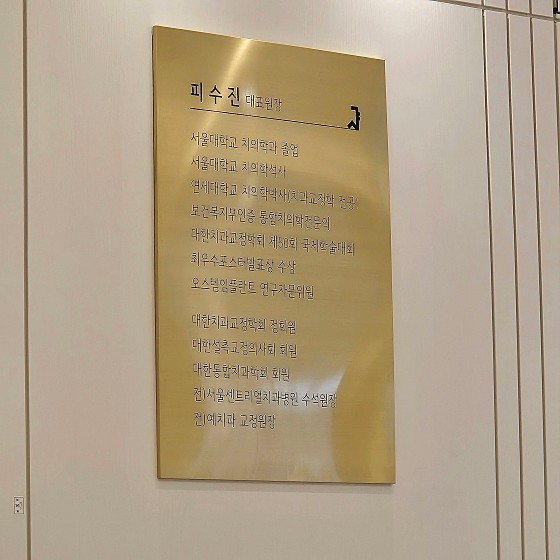 피수진 대표원장
서울대학교 치의학과 졸업
서울대학교 치의학석사
연세대학교 치의학박사(치과교정학 전공)
보건복지부인증 통합치의학전문의
대한치과교정학회 제50회 국제학술대회
최우수포스터발표상 수상
오스템임플란트 연구자문위원
대한치과교정학회 정회원
대한설측교정의사회 회원
대한통합치과학회 회원
전)서울센트리얼치과병원 수석원장
전)예치과 교정원장